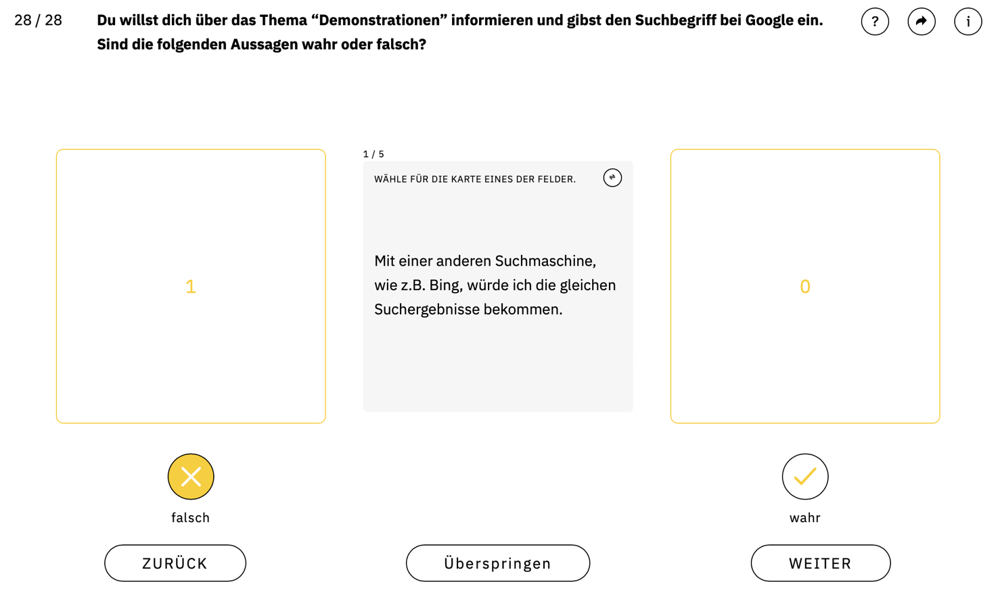 28 / 28
Du willst dich über das Thema “Demonstrationen” informieren und gibst den Suchbegriff bei Google ein.
Sind die folgenden Aussagen wahr oder falsch?
?
i
1 / 5
WÄHLE FÜR DIE KARTE EINES DER FELDER.
1
Mit einer anderen Suchmaschine,
wie z.B. Bing, würde ich die gleichen
Suchergebnisse bekommen.
0
falsch
wahr
ZURÜCK
Überspringen
WEITER